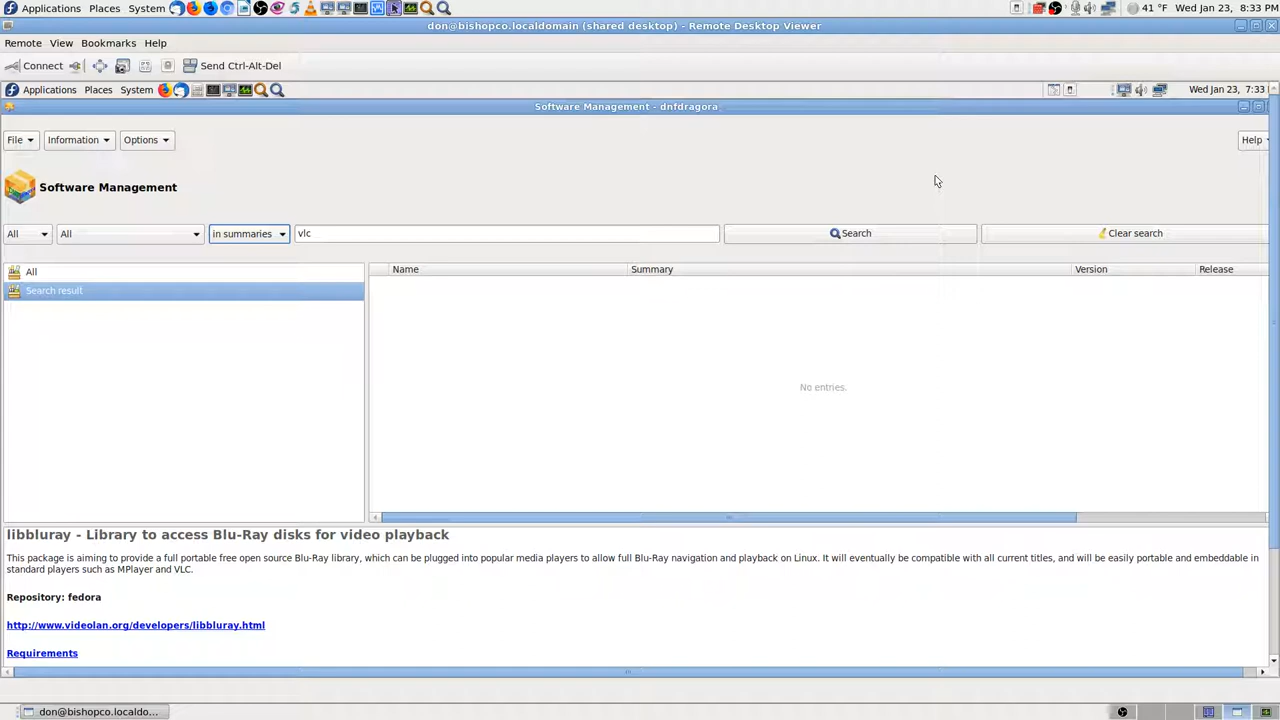 Applications Places System 41 °F Wed Jan 23, 8:33 PM
don@bishopco.localdomain (shared desktop) - Remote Desktop Viewer
Remote View Bookmarks Help
Connect Send Ctrl-Alt-Del
Applications Places System Wed Jan 23, 7:33
Software Management - dnfdragora
File Information Options Help
Software Management
All All in summaries vlc Search Clear search
All Name Summary Version Release
Search result
No entries.
libbluray - Library to access Blu-Ray disks for video playback
This package is aiming to provide a full portable free open source Blu-Ray library, which can be plugged into popular media players to allow full Blu-Ray navigation and playback on Linux. It will eventually be compatible with all current titles, and will be easily portable and embeddable in
standard players such as MPlayer and VLC.
Repository: fedora
http://www.videolan.org/developers/libbluray.html
Requirements
don@bishopco.localdo...